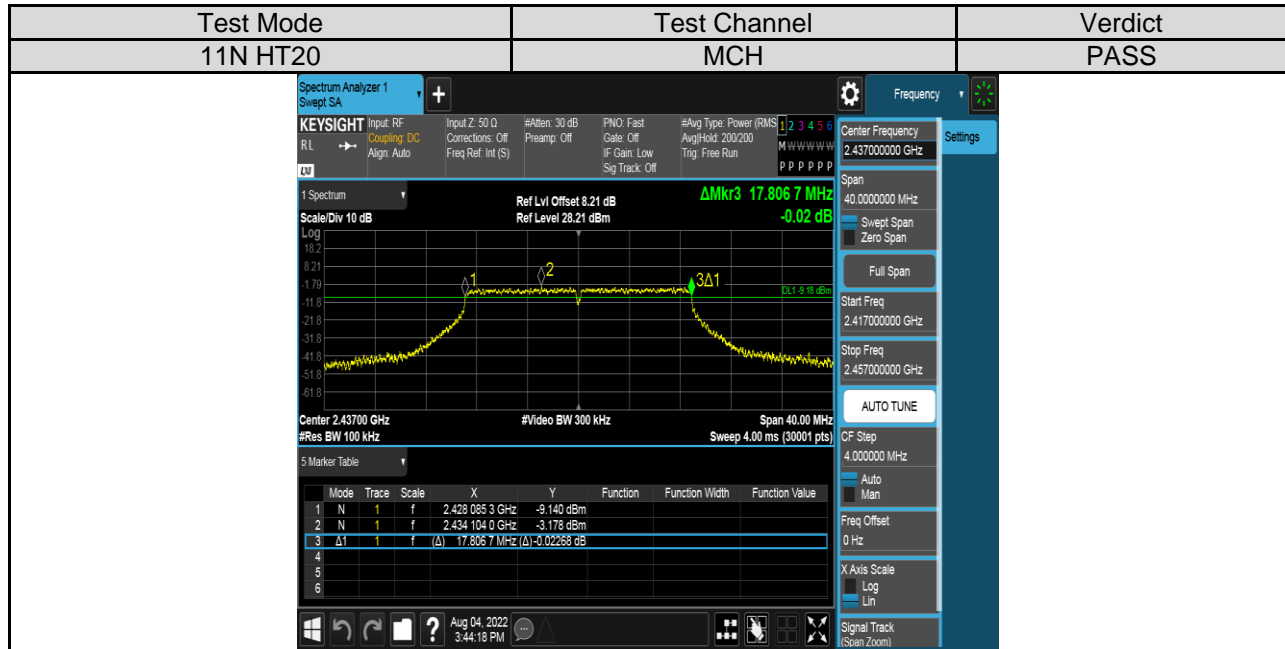 Test Mode Test Channel Verdict
11N HT20 MCH PASS
Spectrum Analyzer 1
Swept SA
+
Frequency
KEYSIGHT Input: RF Input Z: 50 Ω #Atten: 30 dB PNO: Fast #Avg Type: Power (RMS 1 2 3 4 5 6
RL Coupling: DC Corrections: Off Preamp: Off Gate: Off Avg|Hold: 200/200 M W W W W W
Align: Auto Freq Ref: Int (S) IF Gain: Low Trig: Free Run
Sig Track: Off P P P P P P
LXI
1 Spectrum
Scale/Div 10 dB
Ref Lvl Offset 8.21 dB
Ref Level 28.21 dBm
ΔMkr3 17.806 7 MHz
-0.02 dB
Log
18.2
8.21
-1.79
-11.8
-21.8
-31.8
-41.8
-51.8
-61.8
1
2
3Δ1
DL1 -9.18 dBm
Center 2.43700 GHz #Video BW 300 kHz Span 40.00 MHz
#Res BW 100 kHz Sweep 4.00 ms (30001 pts)
5 Marker Table
Mode Trace Scale X Y Function Function Width Function Value
1 N 1 f 2.428 085 3 GHz -9.140 dBm
2 N 1 f 2.434 104 0 GHz -3.178 dBm
3 Δ1 1 f (Δ) 17.806 7 MHz (Δ) -0.02268 dB
4
5
6
?
Aug 04, 2022
3:44:18 PM
Center Frequency
2.437000000 GHz
Settings
Span
40.0000000 MHz
Swept Span
Zero Span
Full Span
Start Freq
2.417000000 GHz
Stop Freq
2.457000000 GHz
AUTO TUNE
CF Step
4.000000 MHz
Auto
Man
Freq Offset
0 Hz
X Axis Scale
Log
Lin
Signal Track
(Span Zoom)